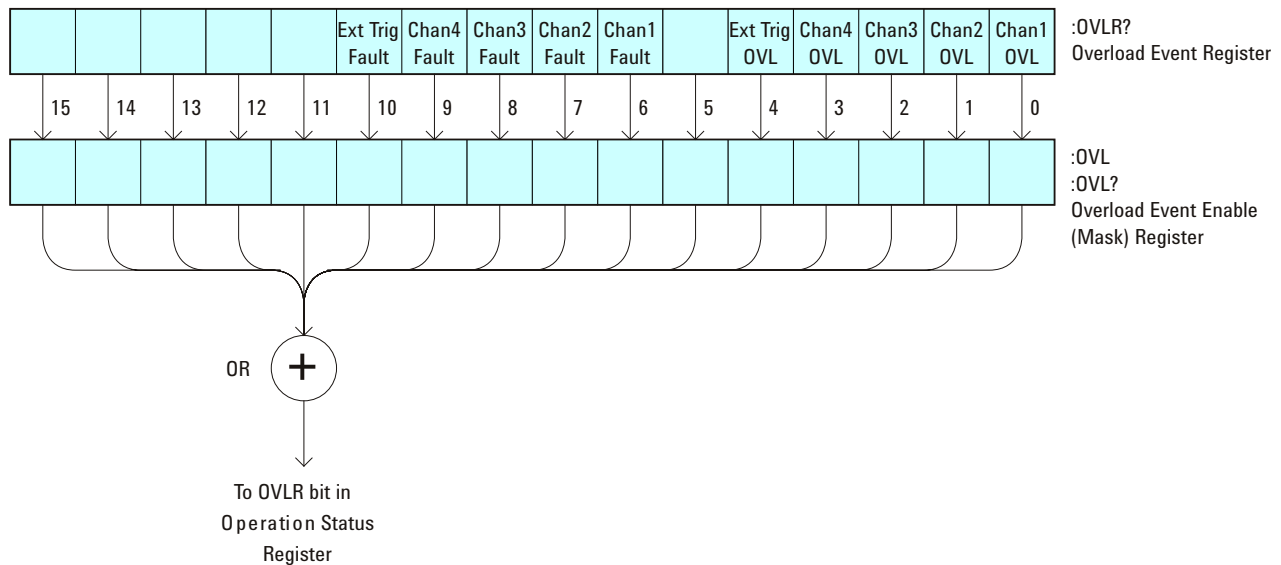 Ext Trig Fault
Chan4 Fault
Chan3 Fault
Chan2 Fault
Chan1 Fault
Ext Trig OVL
Chan4 OVL
Chan3 OVL
Chan2 OVL
Chan1 OVL
:OVLR?
Overload Event Register
15 14 13 12 11 10 9 8 7 6 5 4 3 2 1 0
:OVL
:OVL?
Overload Event Enable
(Mask) Register
OR +
To OVLR bit in
Operation Status
Register